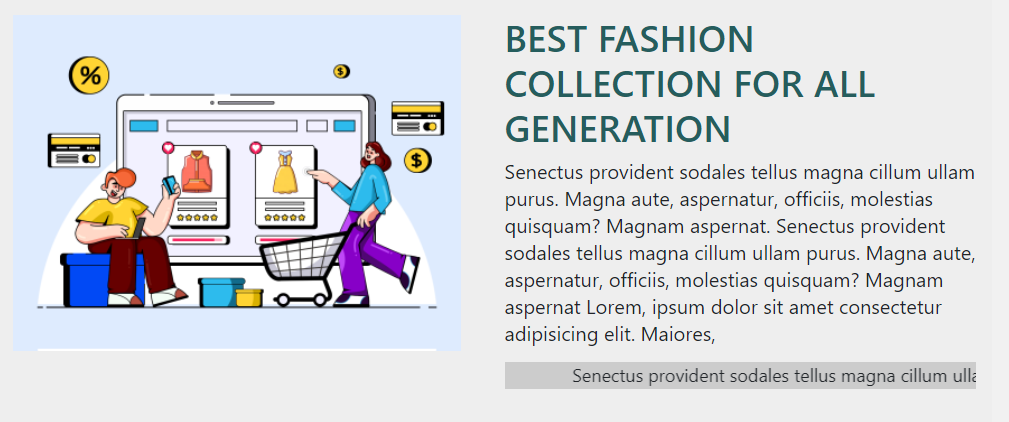 %
$
$
BEST FASHION
COLLECTION FOR ALL
GENERATION
Senectus provident sodales tellus magna cillum ullam
purus. Magna aute, aspernatur, officiis, molestias
quisquam? Magnam aspernat. Senectus provident
sodales tellus magna cillum ullam purus. Magna aute,
aspernatur, officiis, molestias quisquam? Magnam
aspernat Lorem, ipsum dolor sit amet consectetur
adipisicing elit. Maiores,
Senectus provident sodales tellus magna cillum ulla